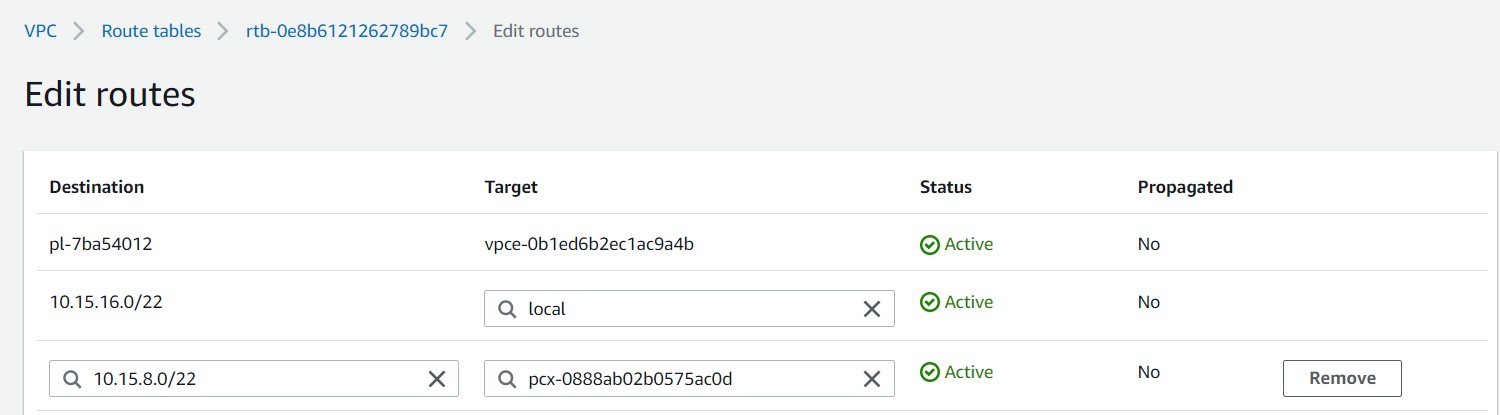 VPC > Route tables > rtb-0e8b6121262789bc7 > Edit routes
Edit routes
Destination Target Status Propagated
pl-7ba54012 vpce-0b1ed6b2ec1ac9a4b Active No
10.15.16.0/22 local Active No
10.15.8.0/22 pcx-0888ab02b0575ac0d Active No Remove